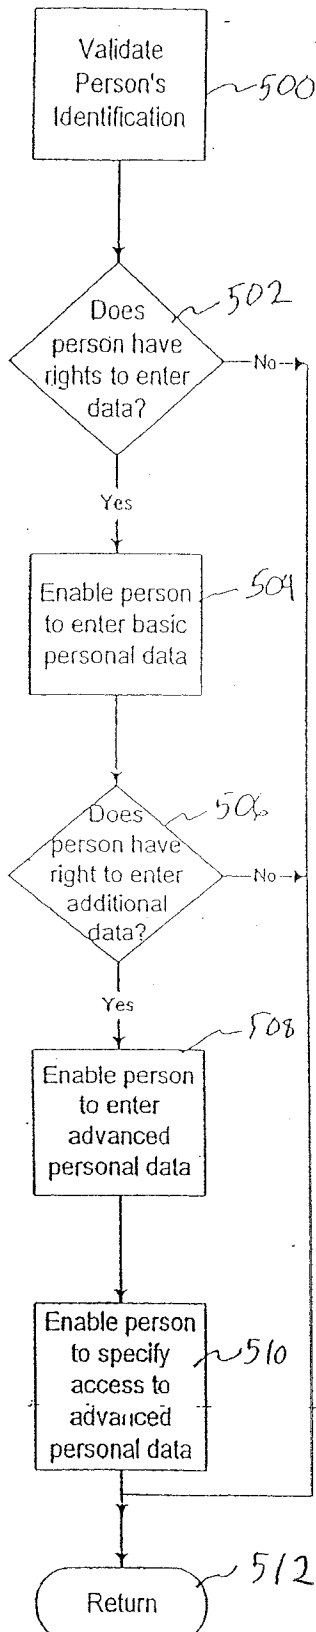 Validate
Person's
Identification
500
502
Does
person have
rights to enter
data?
No
Yes
504
Enable person
to enter basic
personal data
506
Does
person have
right to enter
additional
data?
No
Yes
508
Enable person
to enter
advanced
personal data
Enable person
to specify
access to
advanced
personal data
510
512
Return